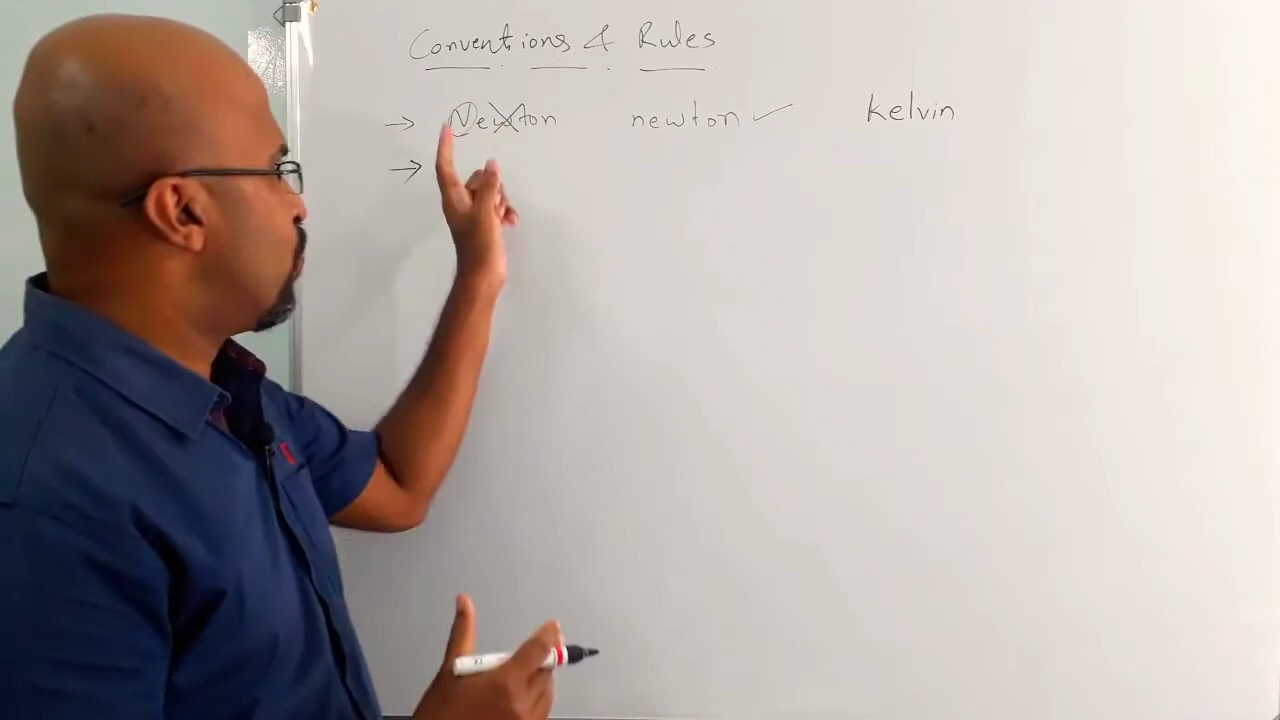 Conventions & Rules
→ Newton newton ✓ kelvin
→